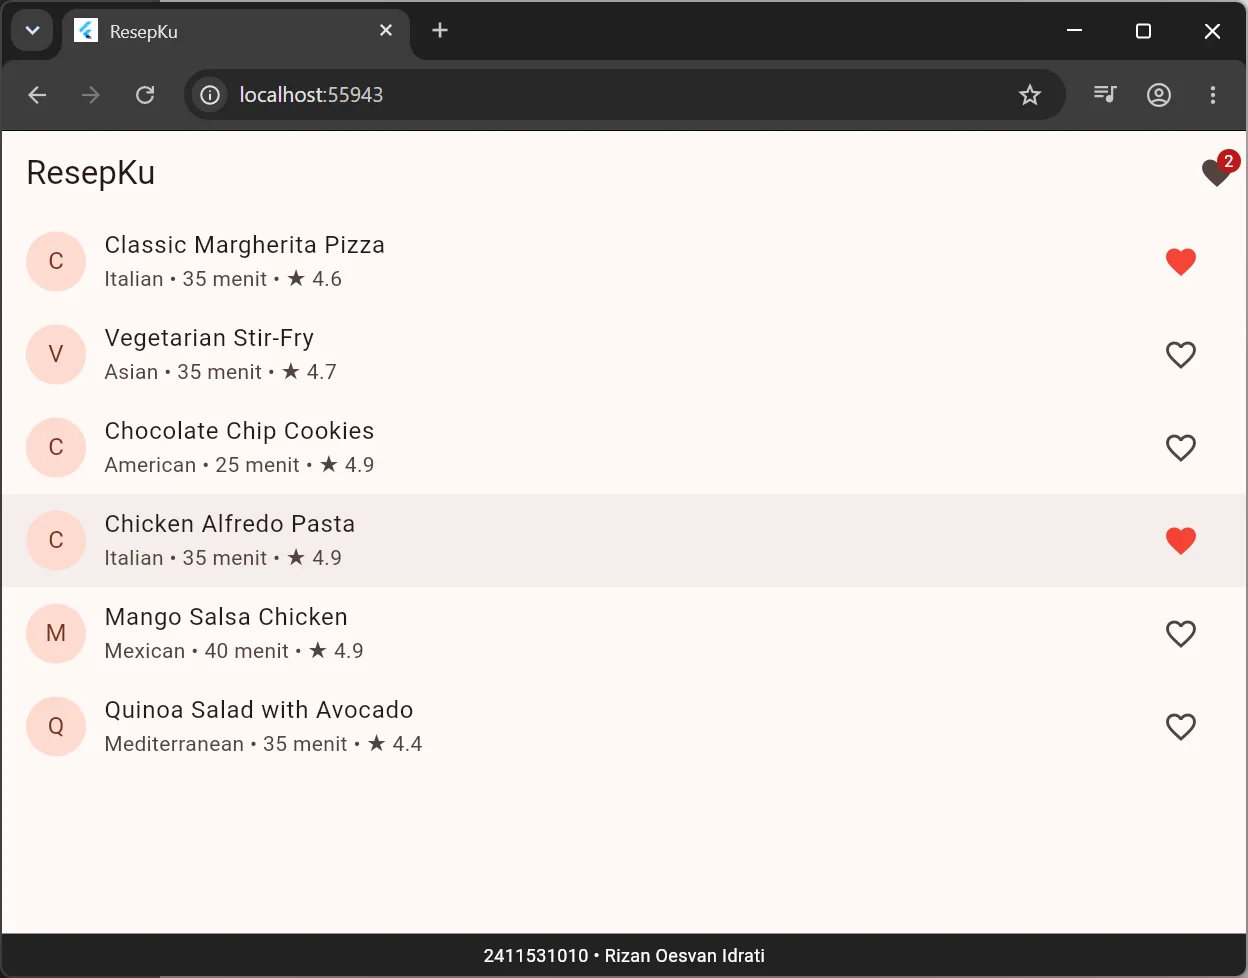 ResepKu
localhost:55943
ResepKu
2
C
Classic Margherita Pizza
Italian • 35 menit • ★ 4.6
V
Vegetarian Stir-Fry
Asian • 35 menit • ★ 4.7
C
Chocolate Chip Cookies
American • 25 menit • ★ 4.9
C
Chicken Alfredo Pasta
Italian • 35 menit • ★ 4.9
M
Mango Salsa Chicken
Mexican • 40 menit • ★ 4.9
Q
Quinoa Salad with Avocado
Mediterranean • 35 menit • ★ 4.4
2411531010 • Rizan Oesvan Idrati